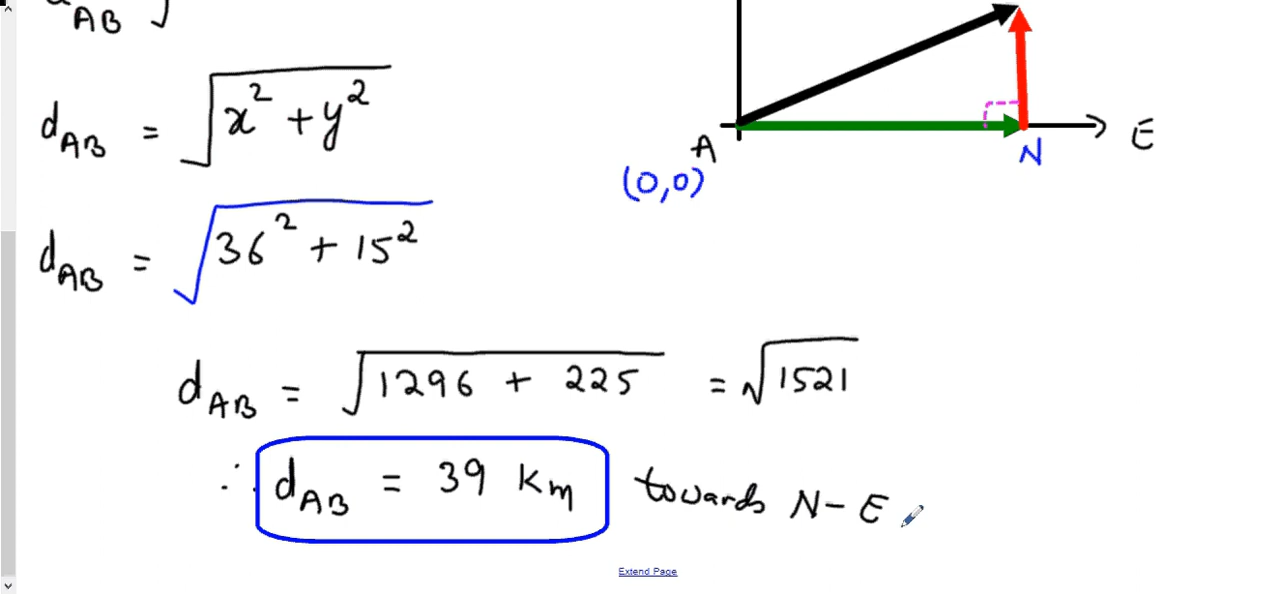 d_AB
d_AB = √(x² + y²)
A
(0,0)
N
E
d_AB = √(36² + 15²)
d_AB = √(1296 + 225) = √1521
∴ d_AB = 39 Km towards N-E
Extend Page